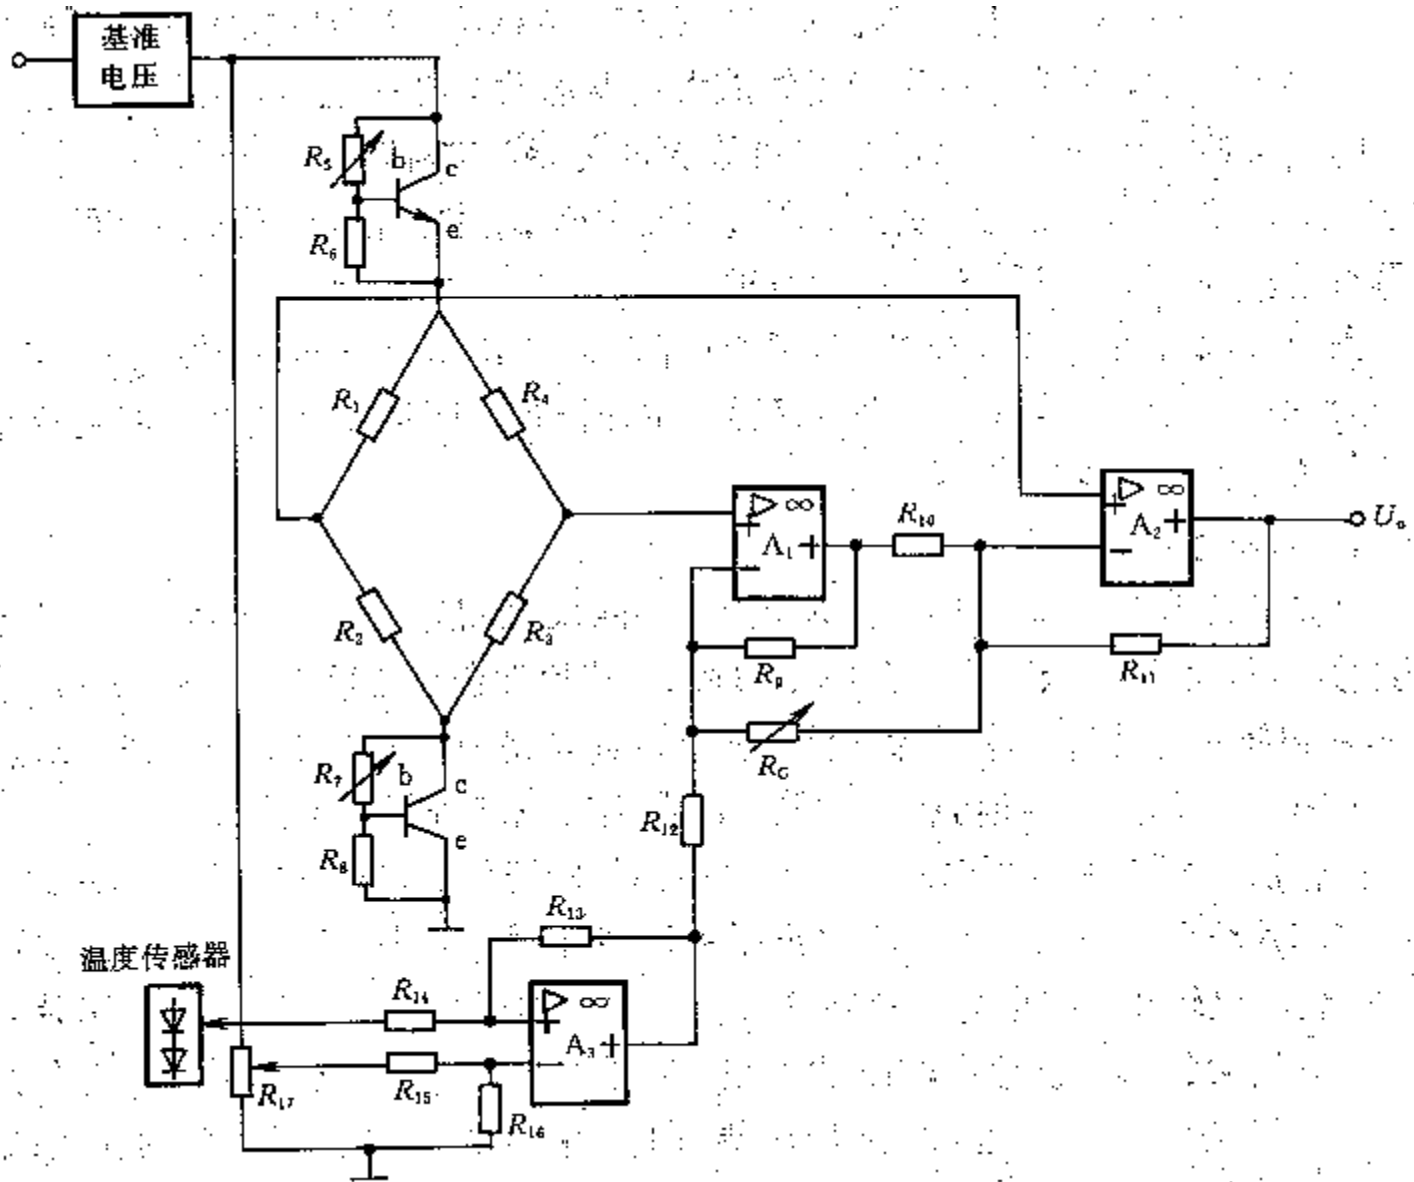 基准
电压
R₅
b
c
e
R₆
R₁
R₄
▷ ∞
+
A₁ +
−
R₁₀
▷ ∞
+
A₂ +
−
Uₒ
R₂
R₃
R₉
R₁₁
R₇
b
c
e
R_G
R₈
R₁₂
R₁₃
温度传感器
R₁₄
▷ ∞
+
A₃ +
−
R₁₅
R₁₇
R₁₆